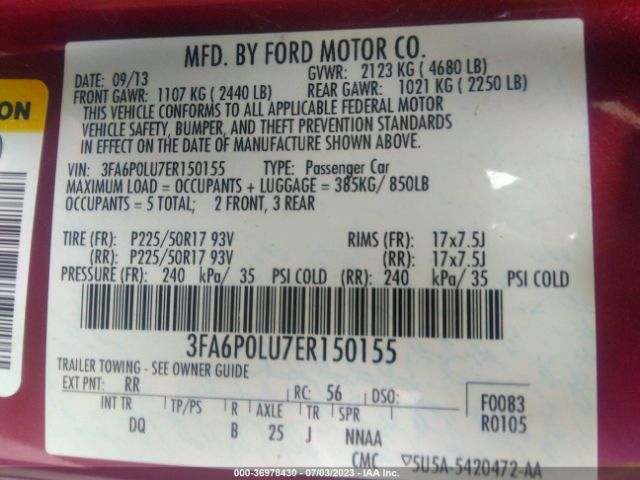 ON
MFD. BY FORD MOTOR CO.
DATE: 09/13 GVWR: 2123 KG ( 4680 LB)
FRONT GAWR: 1107 KG ( 2440 LB) REAR GAWR: 1021 KG ( 2250 LB)
THIS VEHICLE CONFORMS TO ALL APPLICABLE FEDERAL MOTOR
VEHICLE SAFETY, BUMPER, AND THEFT PREVENTION STANDARDS
IN EFFECT ON THE DATE OF MANUFACTURE SHOWN ABOVE.
VIN: 3FA6P0LU7ER150155 TYPE: Passenger Car
MAXIMUM LOAD = OCCUPANTS + LUGGAGE = 385KG/ 850LB
OCCUPANTS = 5 TOTAL; 2 FRONT, 3 REAR
TIRE (FR): P225/50R17 93V RIMS (FR): 17x7.5J
(RR): P225/50R17 93V (RR): 17x7.5J
PRESSURE (FR): 240 kPa/ 35 PSI COLD (RR): 240 kPa/ 35 PSI COLD
3FA6P0LU7ER150155
TRAILER TOWING - SEE OWNER GUIDE
EXT PNT: RR RC: 56 DSO: F0083
INT TR TP/PS R AXLE TR SPR R0105
DQ B 25 J NNAA
CMC ▽5U5A-5420472-AA
000-36978430 - 07/03/2023 - IAA Inc.